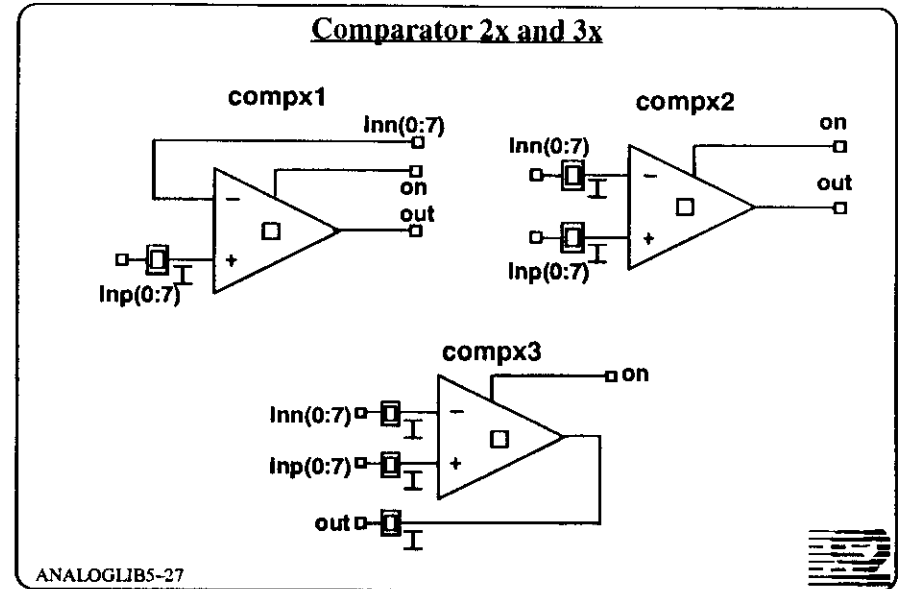 Comparator 2x and 3x
compx1
Inn(0:7)
on
out
Inp(0:7)
compx2
on
Inn(0:7)
out
Inp(0:7)
compx3
on
Inn(0:7)
Inp(0:7)
out
ANALOGLIB5-27